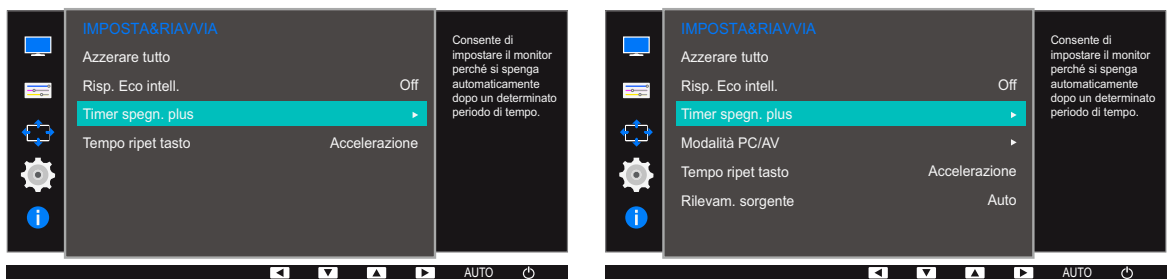 IMPOSTA&RIAVVIA
Azzerare tutto
Risp. Eco intell. Off
Timer spegn. plus
Tempo ripet tasto Accelerazione
Consente di
impostare il monitor
perché si spenga
automaticamente
dopo un determinato
periodo di tempo.
AUTO
IMPOSTA&RIAVVIA
Azzerare tutto
Risp. Eco intell. Off
Timer spegn. plus
Modalità PC/AV
Tempo ripet tasto Accelerazione
Rilevam. sorgente Auto
Consente di
impostare il monitor
perché si spenga
automaticamente
dopo un determinato
periodo di tempo.
AUTO